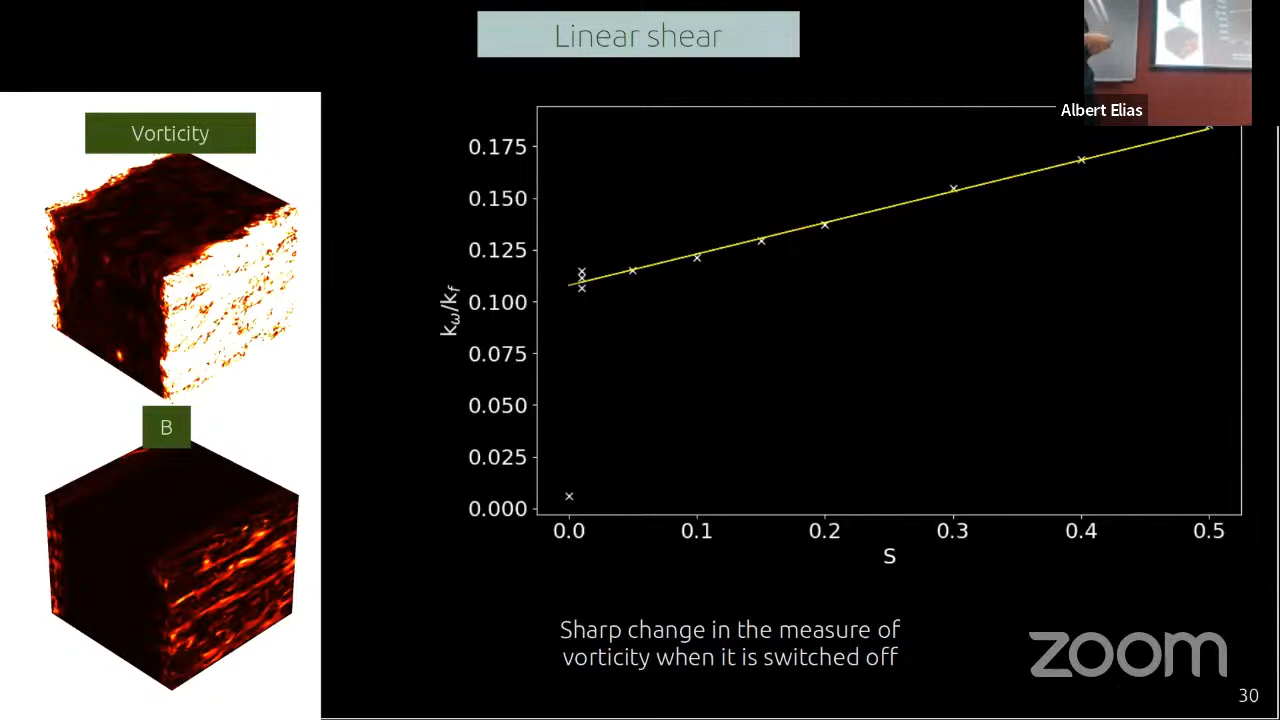 Linear shear
Albert Elias
Vorticity
B
0.175
0.150
0.125
0.100
0.075
0.050
0.025
0.000
k_ω/k_f
0.0 0.1 0.2 0.3 0.4 0.5
S
Sharp change in the measure of
vorticity when it is switched off
zoom
30